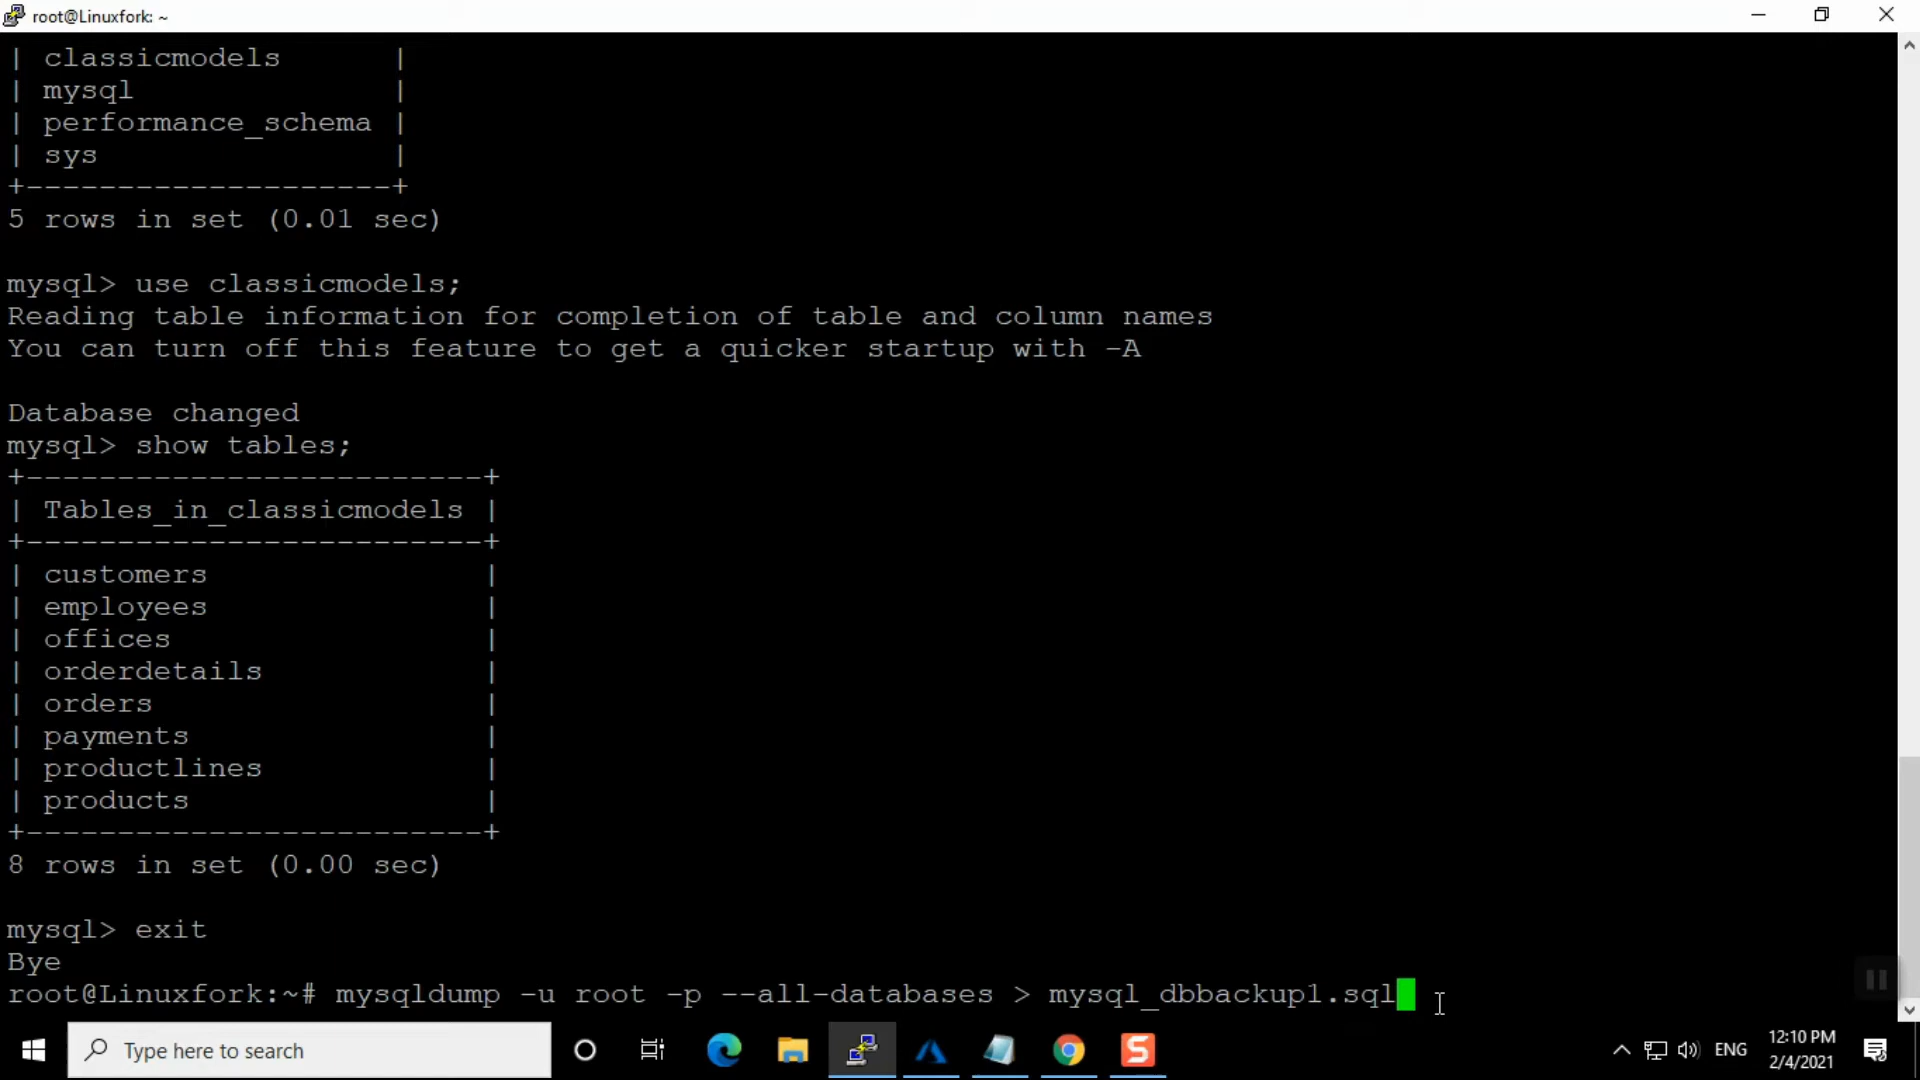 root@Linuxfork: ~
| classicmodels |
| mysql |
| performance_schema |
| sys |
+--------------------+
5 rows in set (0.01 sec)
mysql> use classicmodels;
Reading table information for completion of table and column names
You can turn off this feature to get a quicker startup with -A
Database changed
mysql> show tables;
+-------------------------+
| Tables_in_classicmodels |
+-------------------------+
| customers |
| employees |
| offices |
| orderdetails |
| orders |
| payments |
| productlines |
| products |
+-------------------------+
8 rows in set (0.00 sec)
mysql> exit
Bye
root@Linuxfork:~# mysqldump -u root -p --all-databases > mysql_dbbackup1.sql
Type here to search
S
ENG
12:10 PM
2/4/2021